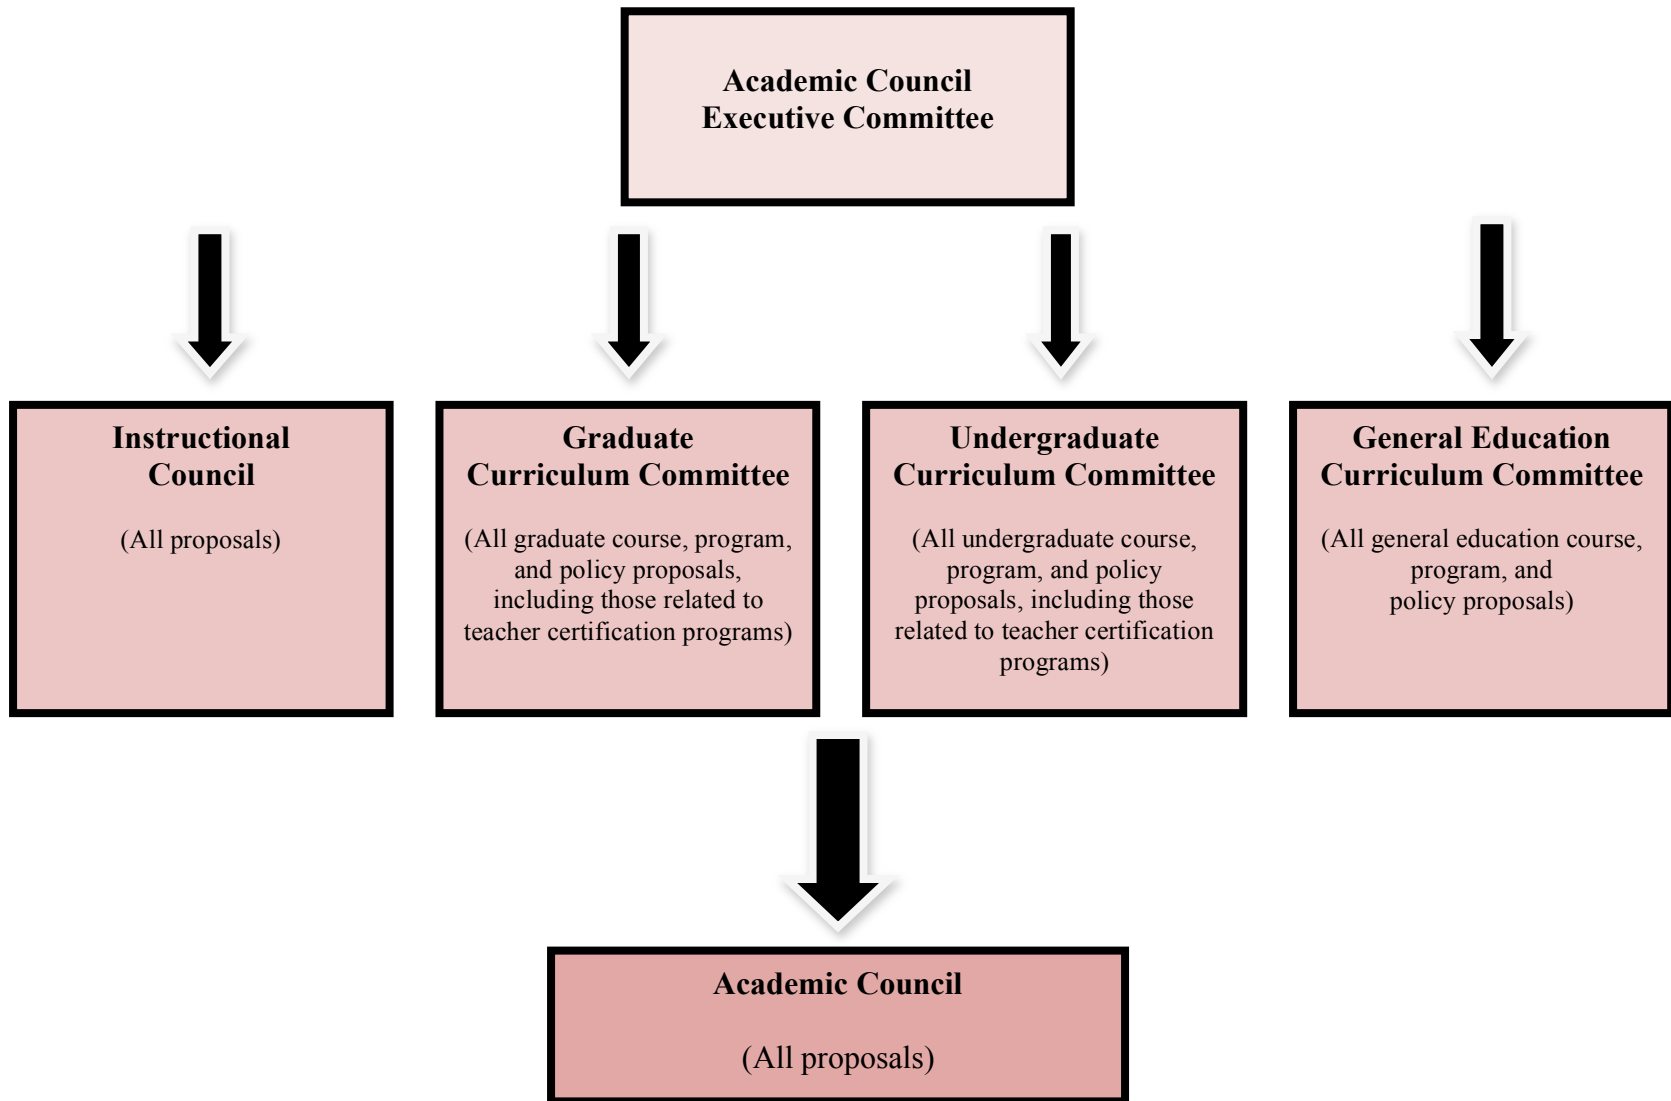 Academic Council
Executive Committee
Instructional
Council
(All proposals)
Graduate
Curriculum Committee
(All graduate course, program,
and policy proposals,
including those related to
teacher certification programs)
Undergraduate
Curriculum Committee
(All undergraduate course,
program, and policy
proposals, including those
related to teacher certification
programs)
General Education
Curriculum Committee
(All general education course,
program, and
policy proposals)
Academic Council
(All proposals)